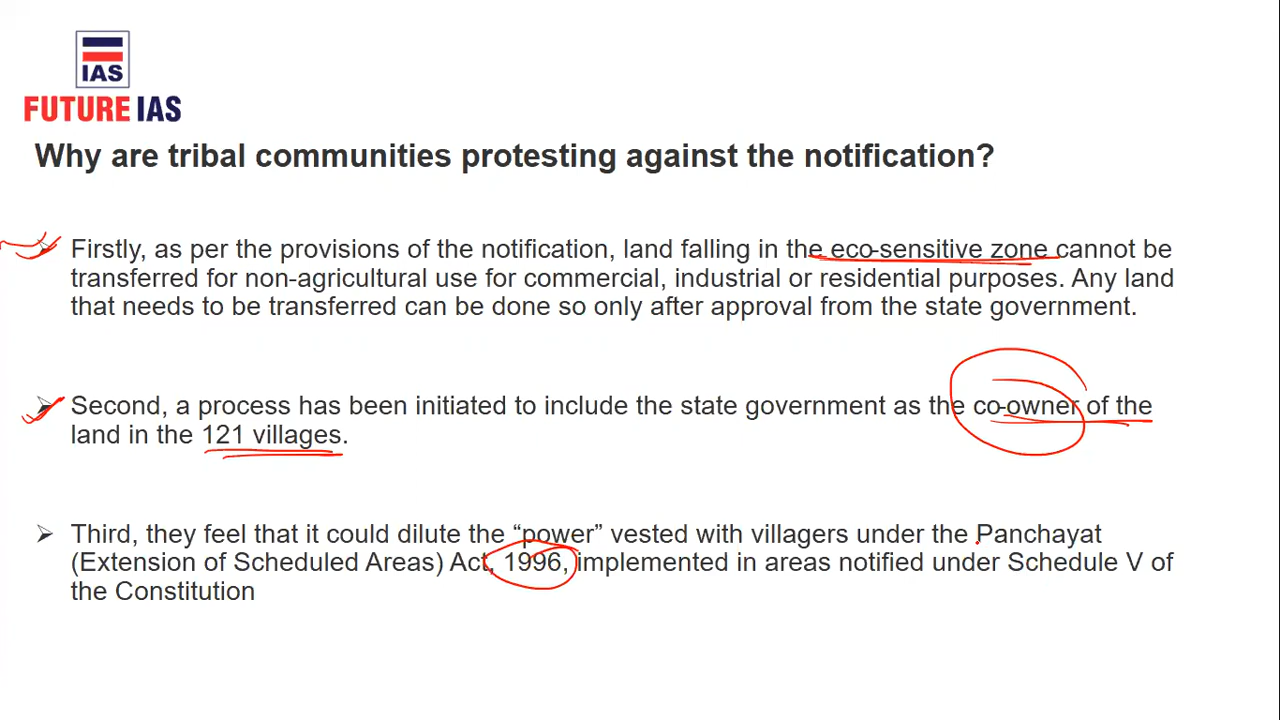 IAS
FUTURE IAS
Why are tribal communities protesting against the notification?
Firstly, as per the provisions of the notification, land falling in the eco-sensitive zone cannot be
transferred for non-agricultural use for commercial, industrial or residential purposes. Any land
that needs to be transferred can be done so only after approval from the state government.
Second, a process has been initiated to include the state government as the co-owner of the
land in the 121 villages.
Third, they feel that it could dilute the “power” vested with villagers under the Panchayat
(Extension of Scheduled Areas) Act, 1996, implemented in areas notified under Schedule V of
the Constitution